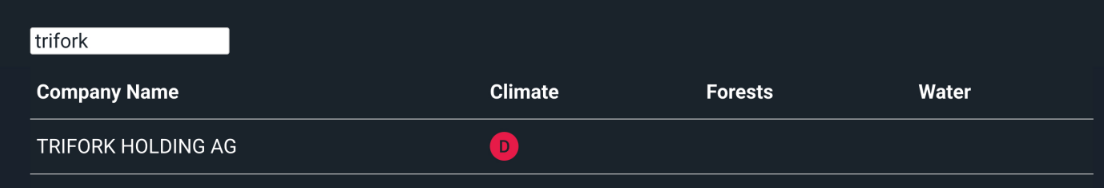 trifork
Company Name Climate Forests Water
TRIFORK HOLDING AG D